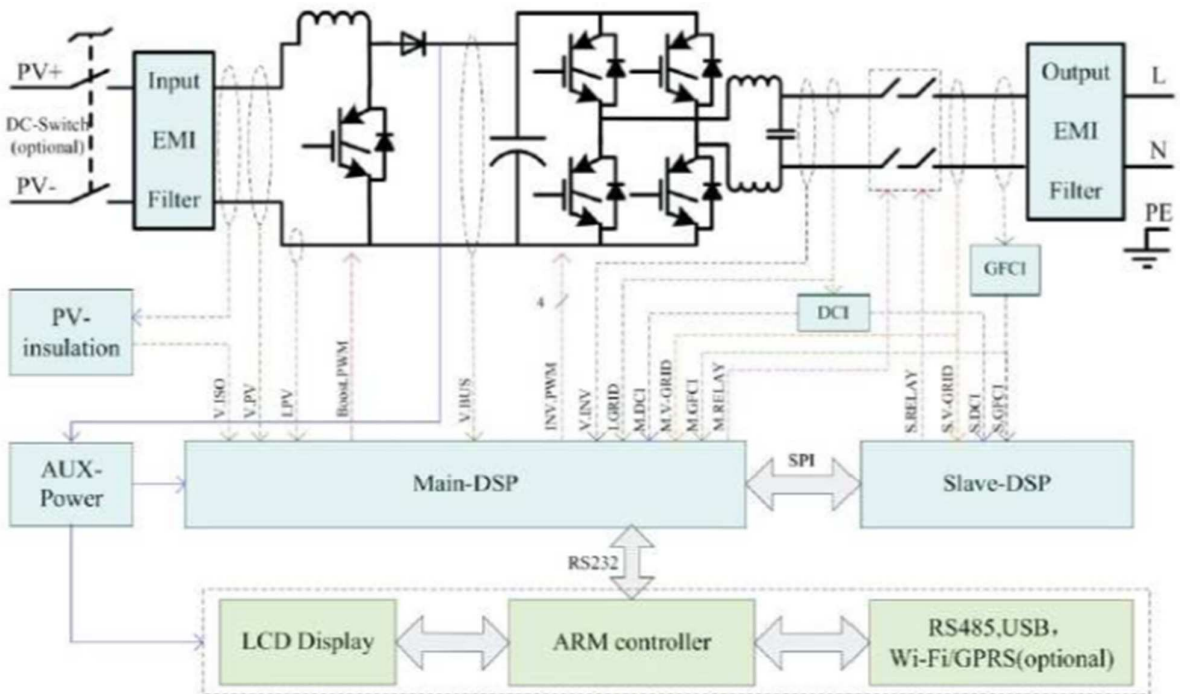 PV+
DC-Switch
(optional)
PV-
Input
EMI
Filter
Output
EMI
Filter
L
N
PE
GFCI
DCI
PV-
insulation
V.ISO
V.PV
I.PV
Boost.PWM
V.BUS
4
INV.PWM
V.INV
I.GRID
M.DCI
M.V-GRID
M.GFCI
M.RELAY
S.RELAY
S.V-GRID
S.DCI
S.GFCI
AUX-
Power
Main-DSP
SPI
Slave-DSP
RS232
LCD Display
ARM controller
RS485,USB,
Wi-Fi/GPRS(optional)